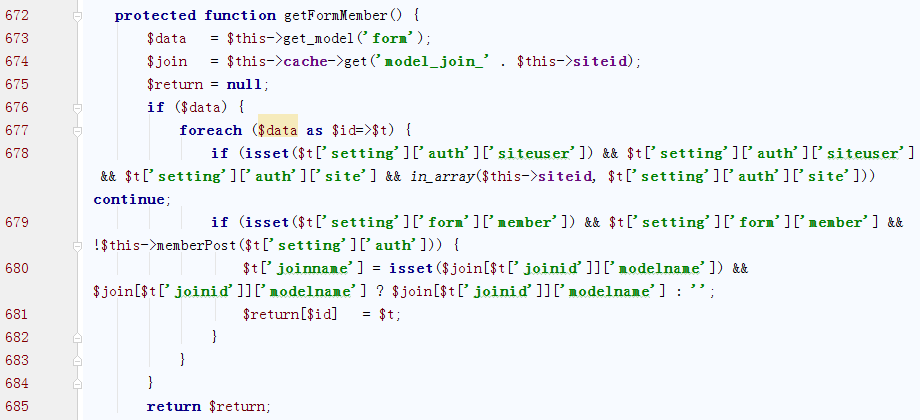 672 protected function getFormMember() {
673 $data = $this->get_model('form');
674 $join = $this->cache->get('model_join_' . $this->siteid);
675 $return = null;
676 if ($data) {
677 foreach ($data as $id=>$t) {
678 if (isset($t['setting']['auth']['siteuser']) && $t['setting']['auth']['siteuser']
&& $t['setting']['auth']['site'] && in_array($this->siteid, $t['setting']['auth']['site']))
continue;
679 if (isset($t['setting']['form']['member']) && $t['setting']['form']['member'] &&
!$this->memberPost($t['setting']['auth'])) {
680 $t['joinname'] = isset($join[$t['joinid']]['modelname']) &&
$join[$t['joinid']]['modelname'] ? $join[$t['joinid']]['modelname'] : '';
681 $return[$id] = $t;
682 }
683 }
684 }
685 return $return;